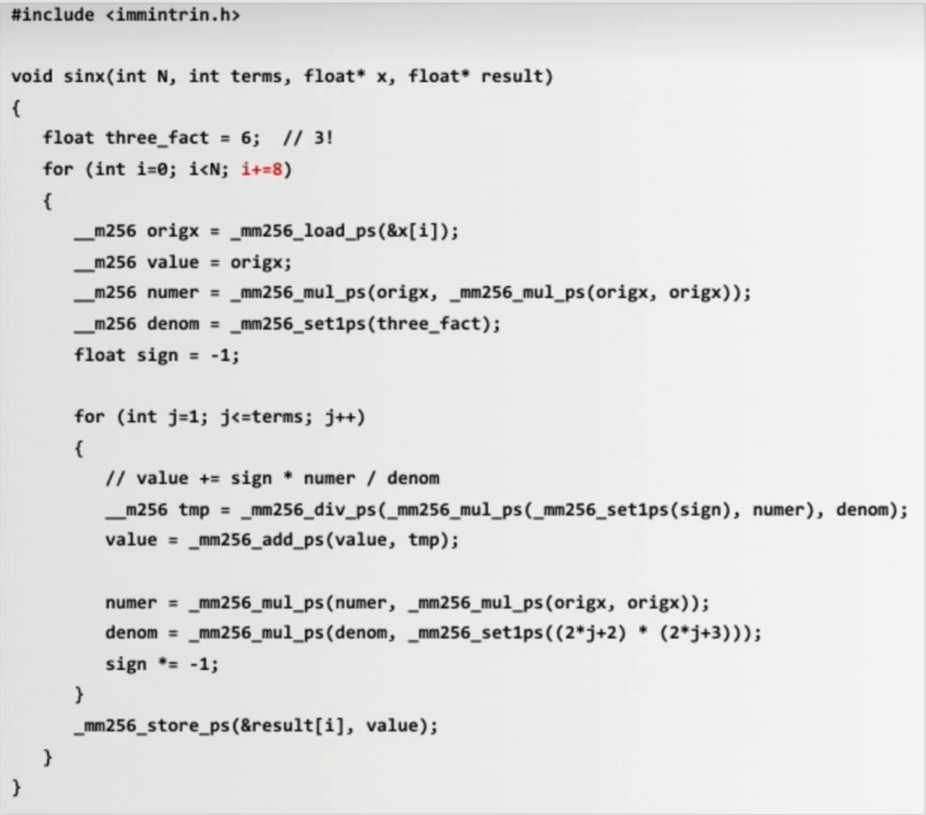 #include <immintrin.h>
void sinx(int N, int terms, float* x, float* result)
{
float three_fact = 6;  // 3!
for (int i=0; i<N; i+=8)
{
__m256 origx = _mm256_load_ps(&x[i]);
__m256 value = origx;
__m256 numer = _mm256_mul_ps(origx, _mm256_mul_ps(origx, origx));
__m256 denom = _mm256_set1ps(three_fact);
float sign = -1;
for (int j=1; j<=terms; j++)
{
// value += sign * numer / denom
__m256 tmp = _mm256_div_ps(_mm256_mul_ps(_mm256_set1ps(sign), numer), denom);
value = _mm256_add_ps(value, tmp);
numer = _mm256_mul_ps(numer, _mm256_mul_ps(origx, origx));
denom = _mm256_mul_ps(denom, _mm256_set1ps((2*j+2) * (2*j+3)));
sign *= -1;
}
_mm256_store_ps(&result[i], value);
}
}